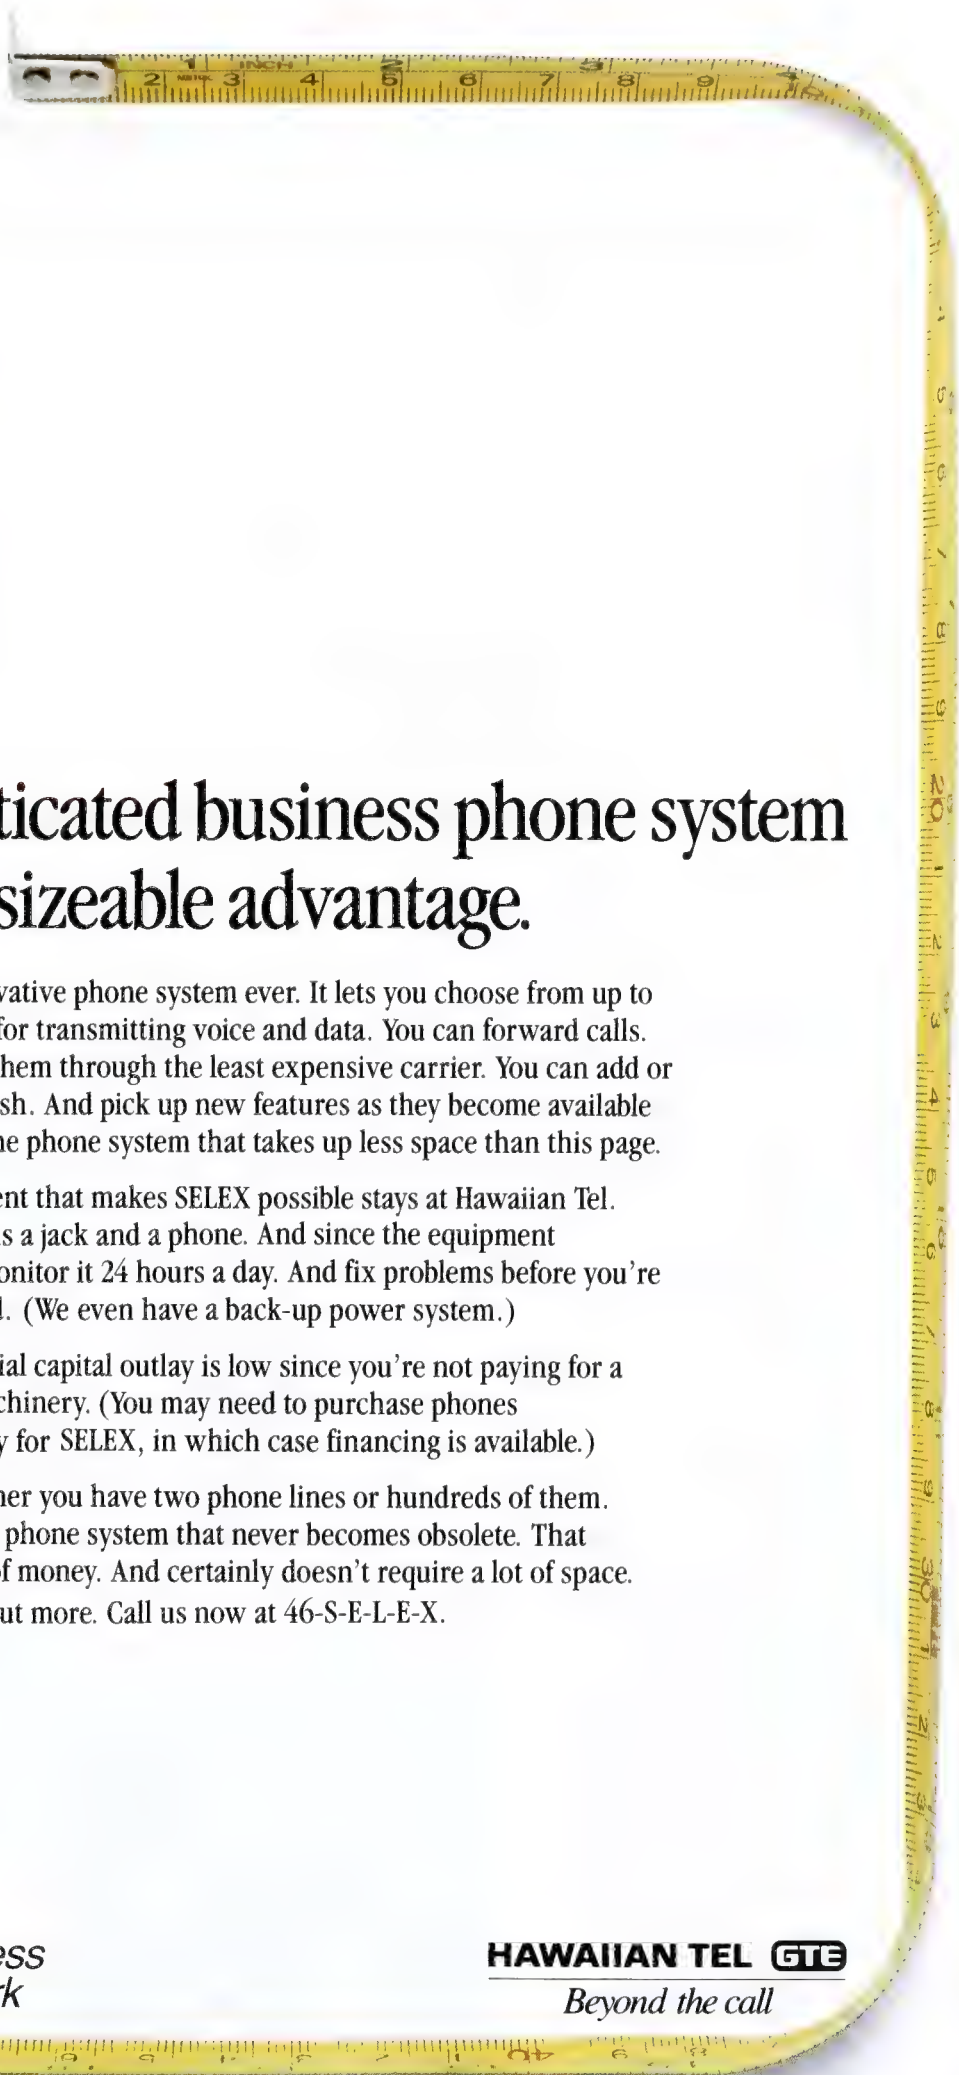 INCH
1 2 3
2 3 4 5 6 7 8 9
ticated business phone system
sizeable advantage.
vative phone system ever. It lets you choose from up to
for transmitting voice and data. You can forward calls.
hem through the least expensive carrier. You can add or
sh. And pick up new features as they become available
ne phone system that takes up less space than this page.
ent that makes SELEX possible stays at Hawaiian Tel.
s a jack and a phone. And since the equipment
onitor it 24 hours a day. And fix problems before you're
l. (We even have a back-up power system.)
ial capital outlay is low since you're not paying for a
chinery. (You may need to purchase phones
y for SELEX, in which case financing is available.)
her you have two phone lines or hundreds of them.
phone system that never becomes obsolete. That
of money. And certainly doesn't require a lot of space.
ut more. Call us now at 46-S-E-L-E-X.
ess
rk
HAWAIIAN TEL GTE
Beyond the call